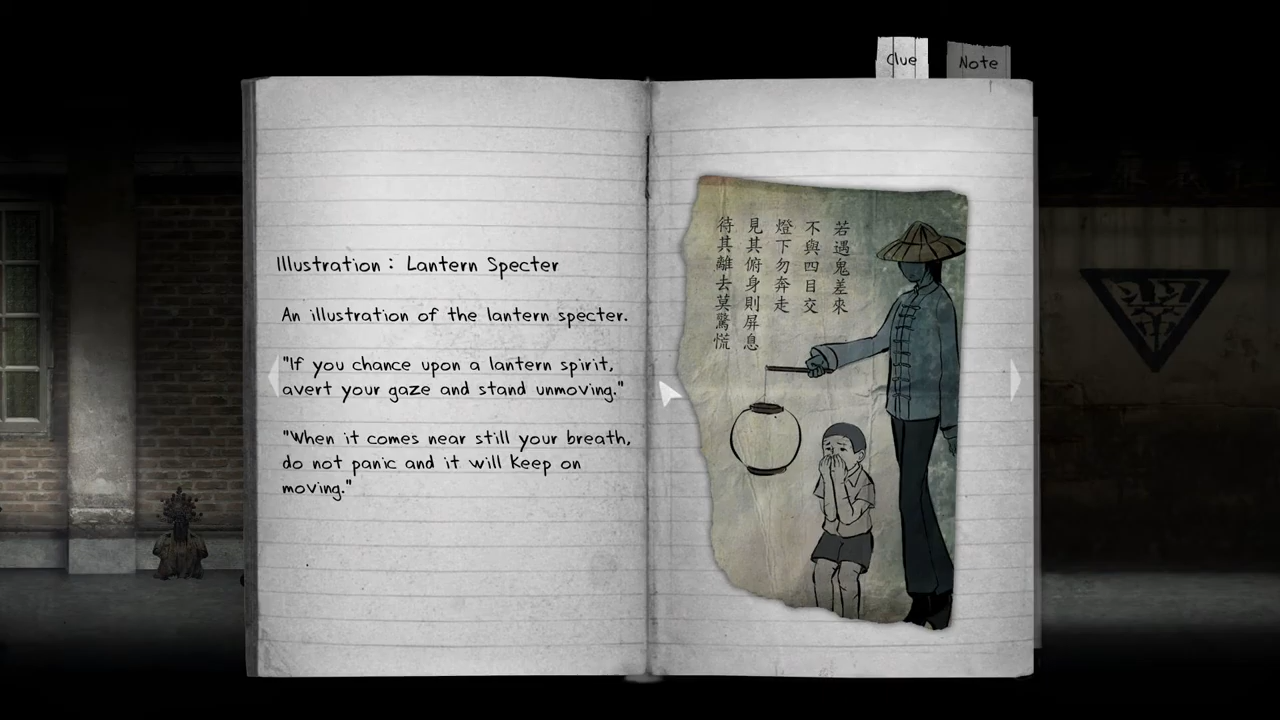 Clue
Note
Illustration : Lantern Specter
An illustration of the lantern specter.
"If you chance upon a lantern spirit,
avert your gaze and stand unmoving."
"When it comes near still your breath,
do not panic and it will keep on
moving."
若遇鬼差來
不與四目交
燈下勿奔走
見其俯身則屏息
待其離去莫驚慌